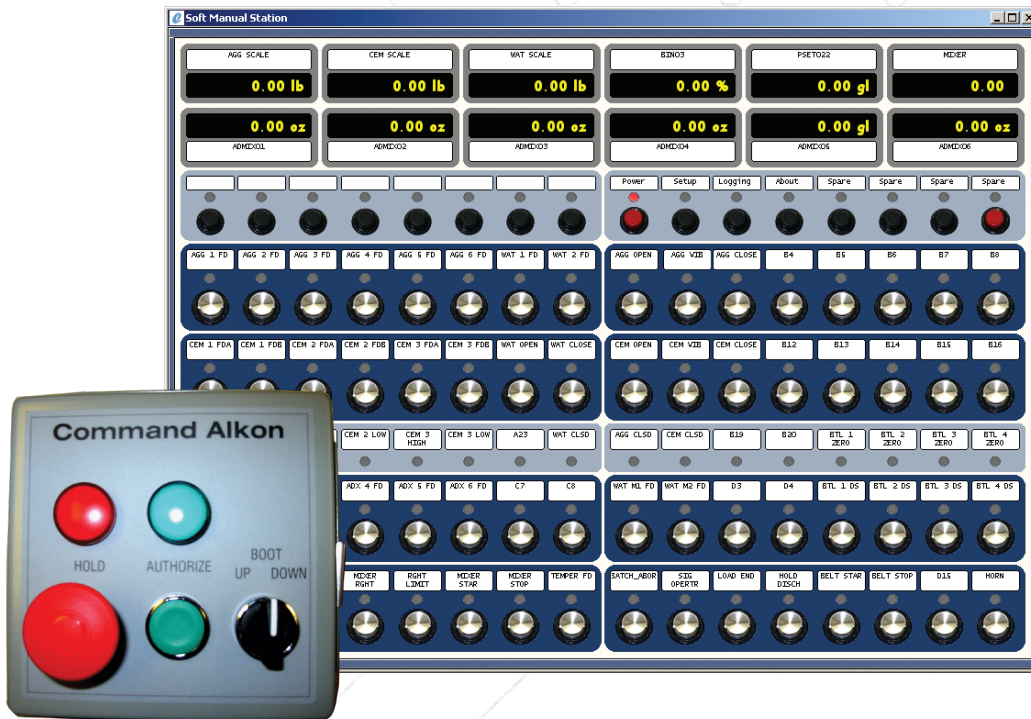 Soft Manual Station
AGG SCALE CEM SCALE WAT SCALE BIN03 PSET022 MIXER
0.00 lb 0.00 lb 0.00 lb 0.00 % 0.00 gl 0.00
0.00 oz 0.00 oz 0.00 oz 0.00 oz 0.00 gl 0.00 oz
ADMIX01 ADMIX02 ADMIX03 ADMIX04 ADMIX05 ADMIX06
Power Setup Logging About Spare Spare Spare Spare
AGG 1 FD AGG 2 FD AGG 3 FD AGG 4 FD AGG 5 FD AGG 6 FD WAT 1 FD WAT 2 FD AGG OPEN AGG VIB AGG CLOSE B4 B5 B6 B7 B8
CEM 1 FDA CEM 1 FDB CEM 2 FDA CEM 2 FDB CEM 3 FDA CEM 3 FDB WAT OPEN WAT CLOSE CEM OPEN CEM VIB CEM CLOSE B12 B13 B14 B15 B16
CEM 2 LOW CEM 3 HIGH CEM 3 LOW A23 WAT CLSD AGG CLSD CEM CLSD B19 B20 BTL 1 ZERO BTL 2 ZERO BTL 3 ZERO BTL 4 ZERO
ADX 4 FD ADX 5 FD ADX 6 FD C7 C8 WAT M1 FD WAT M2 FD D3 D4 BTL 1 DS BTL 2 DS BTL 3 DS BTL 4 DS
MIXER RGHT RGHT LIMIT MIXER STAR MIXER STOP TEMPER FD BATCH_ABOR SIG OPERTR LOAD END HOLD DISCH BELT STAR BELT STOP D15 HORN
Command Alkon
HOLD AUTHORIZE BOOT
UP DOWN